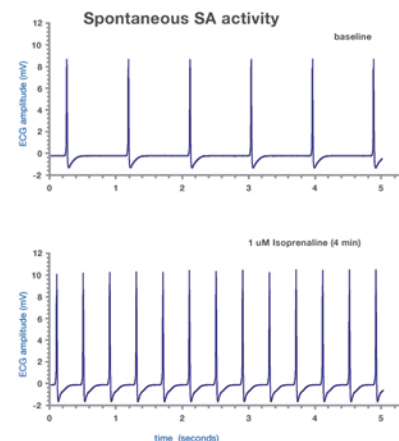 Spontaneous SA activity
baseline
ECG amplitude (mV)
12
10
8
6
4
2
0
-2
0 1 2 3 4 5
1 uM Isoprenaline (4 min)
ECG amplitude (mV)
12
10
8
6
4
2
0
-2
0 1 2 3 4 5
time (seconds)